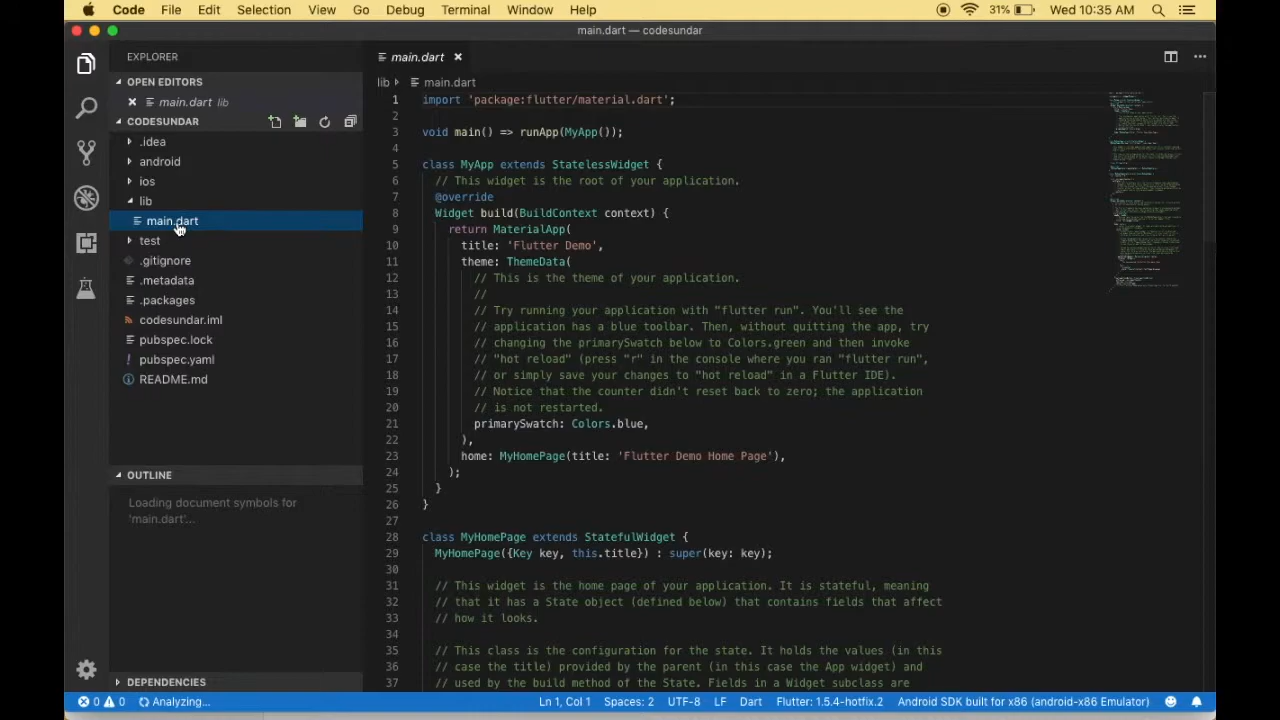 Code File Edit Selection View Go Debug Terminal Window Help 31% Wed 10:35 AM
main.dart — codesundar
EXPLORER
OPEN EDITORS
main.dart lib
CODESUNDAR
.idea
android
ios
lib
main.dart
test
.gitignore
.metadata
.packages
codesundar.iml
pubspec.lock
pubspec.yaml
README.md
OUTLINE
Loading document symbols for
'main.dart'...
DEPENDENCIES
main.dart
lib main.dart
1 import 'package:flutter/material.dart';
2
3 void main() => runApp(MyApp());
4
5 class MyApp extends StatelessWidget {
6 // This widget is the root of your application.
7 @override
8 Widget build(BuildContext context) {
9 return MaterialApp(
10 title: 'Flutter Demo',
11 theme: ThemeData(
12 // This is the theme of your application.
13 //
14 // Try running your application with "flutter run". You'll see the
15 // application has a blue toolbar. Then, without quitting the app, try
16 // changing the primarySwatch below to Colors.green and then invoke
17 // "hot reload" (press "r" in the console where you ran "flutter run",
18 // or simply save your changes to "hot reload" in a Flutter IDE).
19 // Notice that the counter didn't reset back to zero; the application
20 // is not restarted.
21 primarySwatch: Colors.blue,
22 ),
23 home: MyHomePage(title: 'Flutter Demo Home Page'),
24 );
25 }
26 }
27
28 class MyHomePage extends StatefulWidget {
29 MyHomePage({Key key, this.title}) : super(key: key);
30
31 // This widget is the home page of your application. It is stateful, meaning
32 // that it has a State object (defined below) that contains fields that affect
33 // how it looks.
34
35 // This class is the configuration for the state. It holds the values (in this
36 // case the title) provided by the parent (in this case the App widget) and
37 // used by the build method of the State. Fields in a Widget subclass are
0 0 Analyzing... Ln 1, Col 1 Spaces: 2 UTF-8 LF Dart Flutter: 1.5.4-hotfix.2 Android SDK built for x86 (android-x86 Emulator)